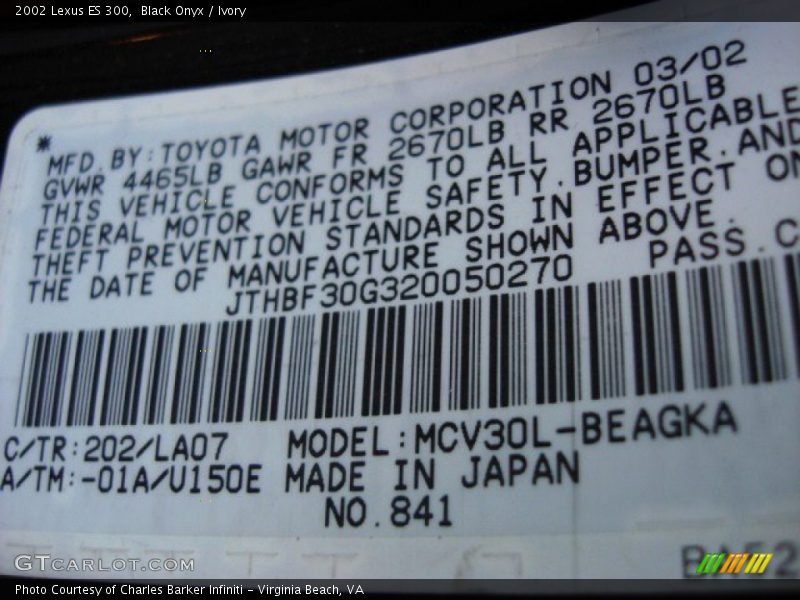 2002 Lexus ES 300, Black Onyx / Ivory
*
MFD. BY: TOYOTA MOTOR CORPORATION 03/02
GVWR 4465LB GAWR FR 2670LB RR 2670LB
THIS VEHICLE CONFORMS TO ALL APPLICABLE
FEDERAL MOTOR VEHICLE SAFETY. BUMPER. AND
THEFT PREVENTION STANDARDS IN EFFECT ON
THE DATE OF MANUFACTURE SHOWN ABOVE.
JTHBF30G320050270 PASS. C
C/TR:202/LA07 MODEL:MCV30L-BEAGKA
A/TM:-01A/U150E MADE IN JAPAN
NO. 841
GTCARLOT.COM
Photo Courtesy of Charles Barker Infiniti - Virginia Beach, VA